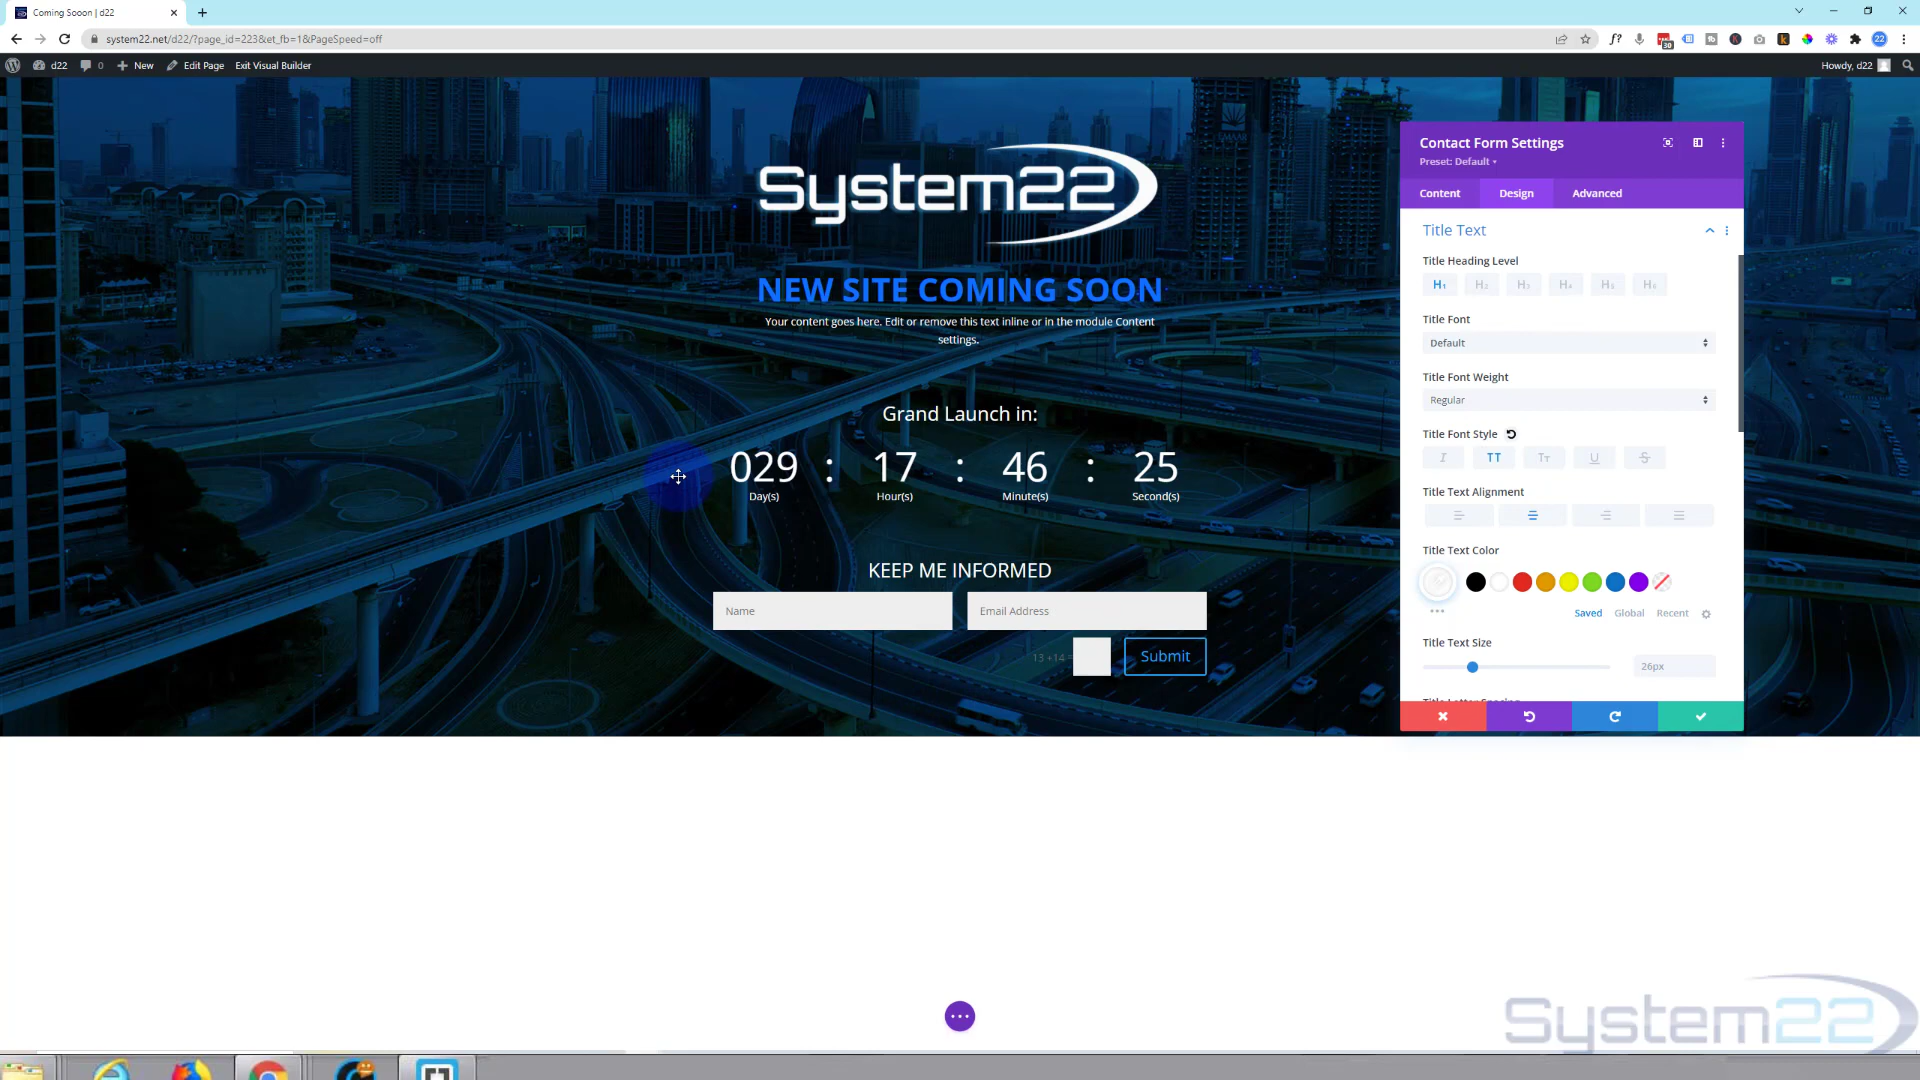 Coming Sooon | d22
system22.net/d22/?page_id=223&et_fb=1&PageSpeed=off
f?
30
22
d22
0
New
Edit Page
Exit Visual Builder
Howdy, d22
System22
NEW SITE COMING SOON
Your content goes here. Edit or remove this text inline or in the module Content
settings.
Grand Launch in:
029 : 17 : 46 : 25
Day(s) Hour(s) Minute(s) Second(s)
KEEP ME INFORMED
Name
Email Address
13 + 14 =
Submit
Contact Form Settings
Preset: Default
Content
Design
Advanced
Title Text
Title Heading Level
H1 H2 H3 H4 H5 H6
Title Font
Default
Title Font Weight
Regular
Title Font Style
I TT Tт U S
Title Text Alignment
Title Text Color
Saved Global Recent
Title Text Size
26px
System22